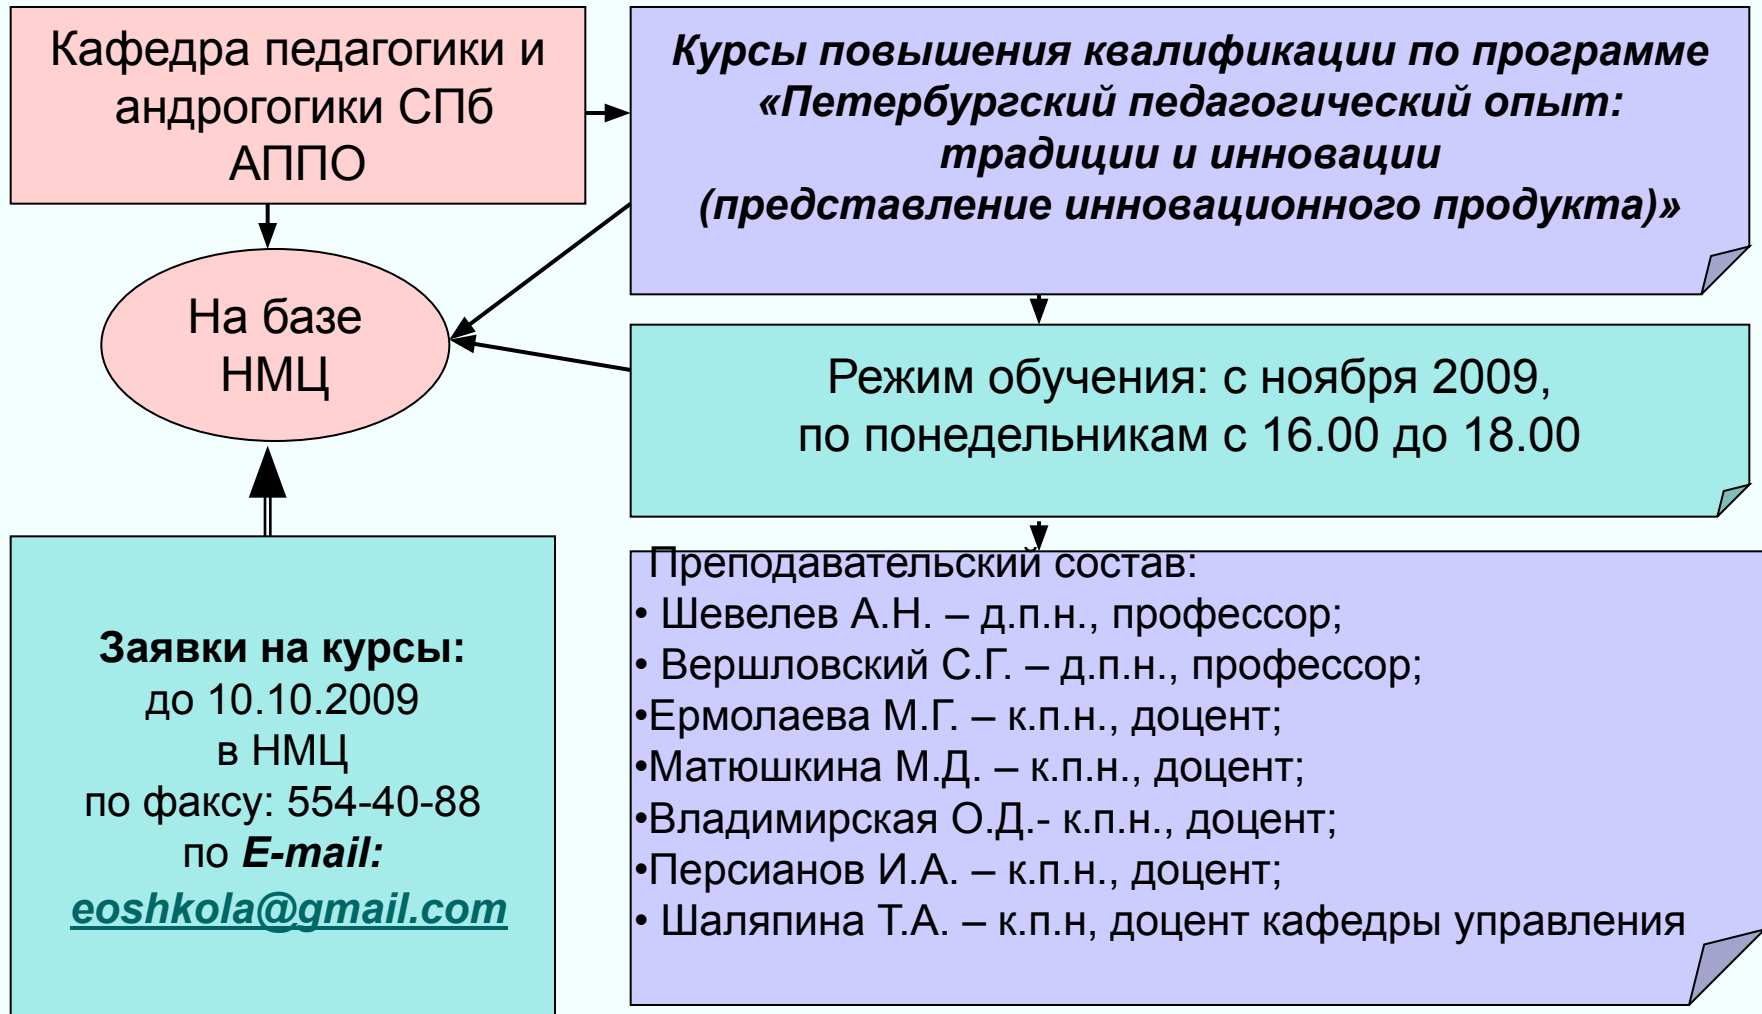 Кафедра педагогики и
андрогогики СПб
АППО
Курсы повышения квалификации по программе
«Петербургский педагогический опыт:
традиции и инновации
(представление инновационного продукта)»
На базе
НМЦ
Режим обучения: с ноября 2009,
по понедельникам с 16.00 до 18.00
Заявки на курсы:
до 10.10.2009
в НМЦ
по факсу: 554-40-88
по E-mail:
eoshkola@gmail.com
Преподавательский состав:
• Шевелев А.Н. – д.п.н., профессор;
• Вершловский С.Г. – д.п.н., профессор;
•Ермолаева М.Г. – к.п.н., доцент;
•Матюшкина М.Д. – к.п.н., доцент;
•Владимирская О.Д.- к.п.н., доцент;
•Персианов И.А. – к.п.н., доцент;
• Шаляпина Т.А. – к.п.н, доцент кафедры управления